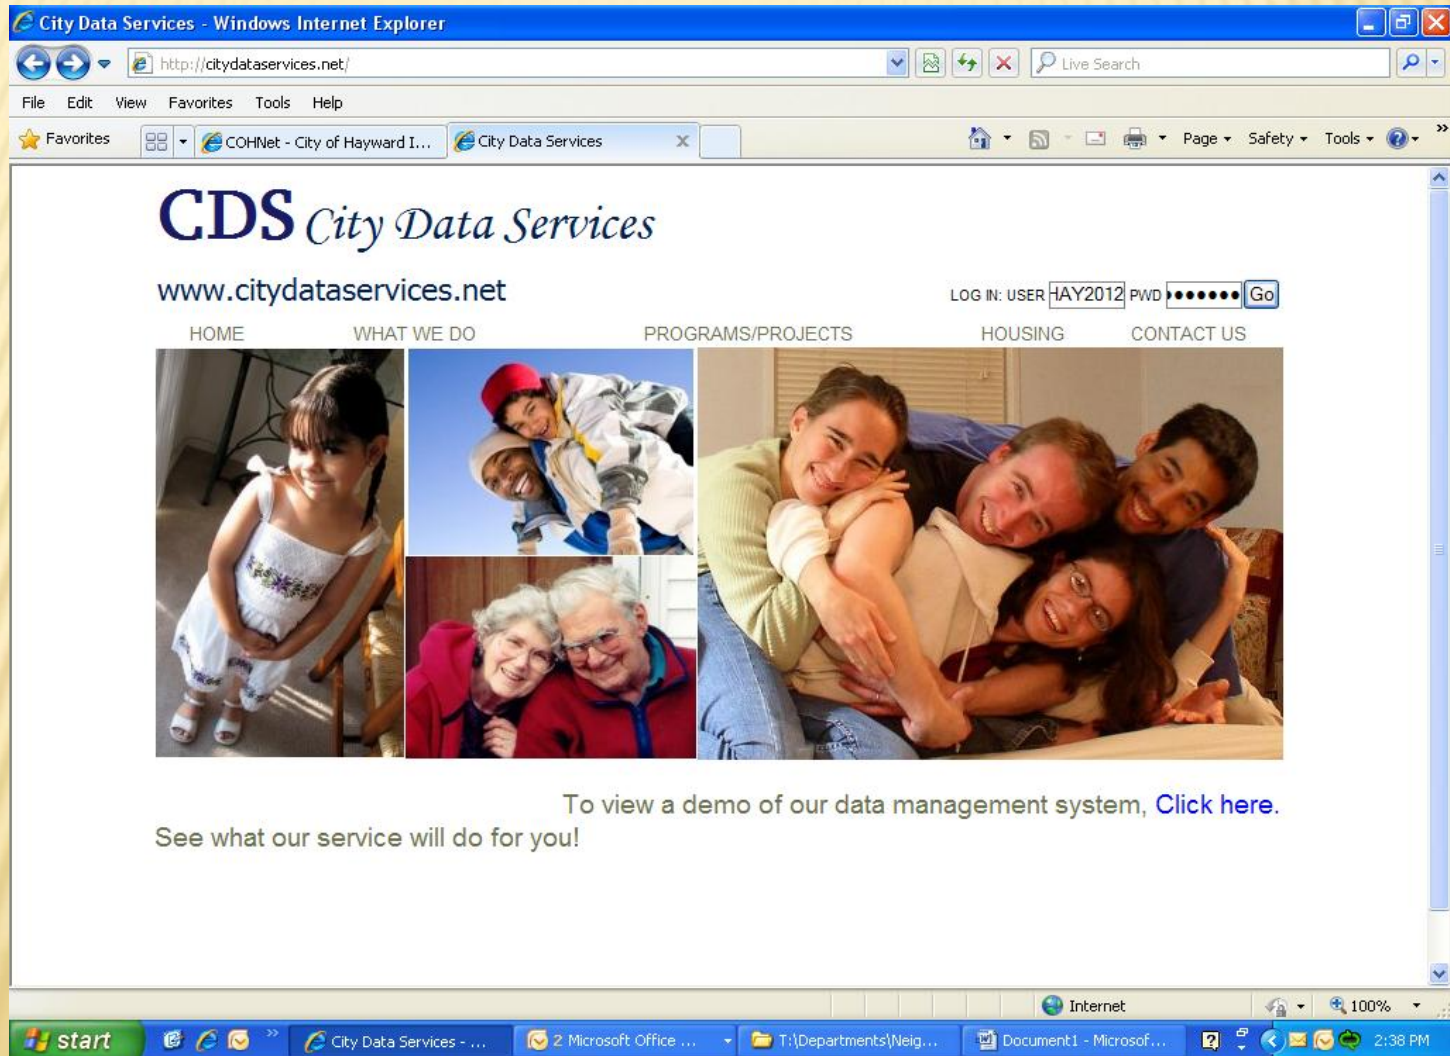 City Data Services - Windows Internet Explorer
http://citydataservices.net/
Live Search
File Edit View Favorites Tools Help
Favorites COHNet - City of Hayward I... City Data Services x Page Safety Tools »
CDS City Data Services
www.citydataservices.net
LOG IN: USER HAY2012 PWD ••••••• Go
HOME WHAT WE DO PROGRAMS/PROJECTS HOUSING CONTACT US
To view a demo of our data management system, Click here.
See what our service will do for you!
Internet 100%
start » City Data Services - ... 2 Microsoft Office ... T:\Departments\Neig... Document1 - Microsof... 2:38 PM